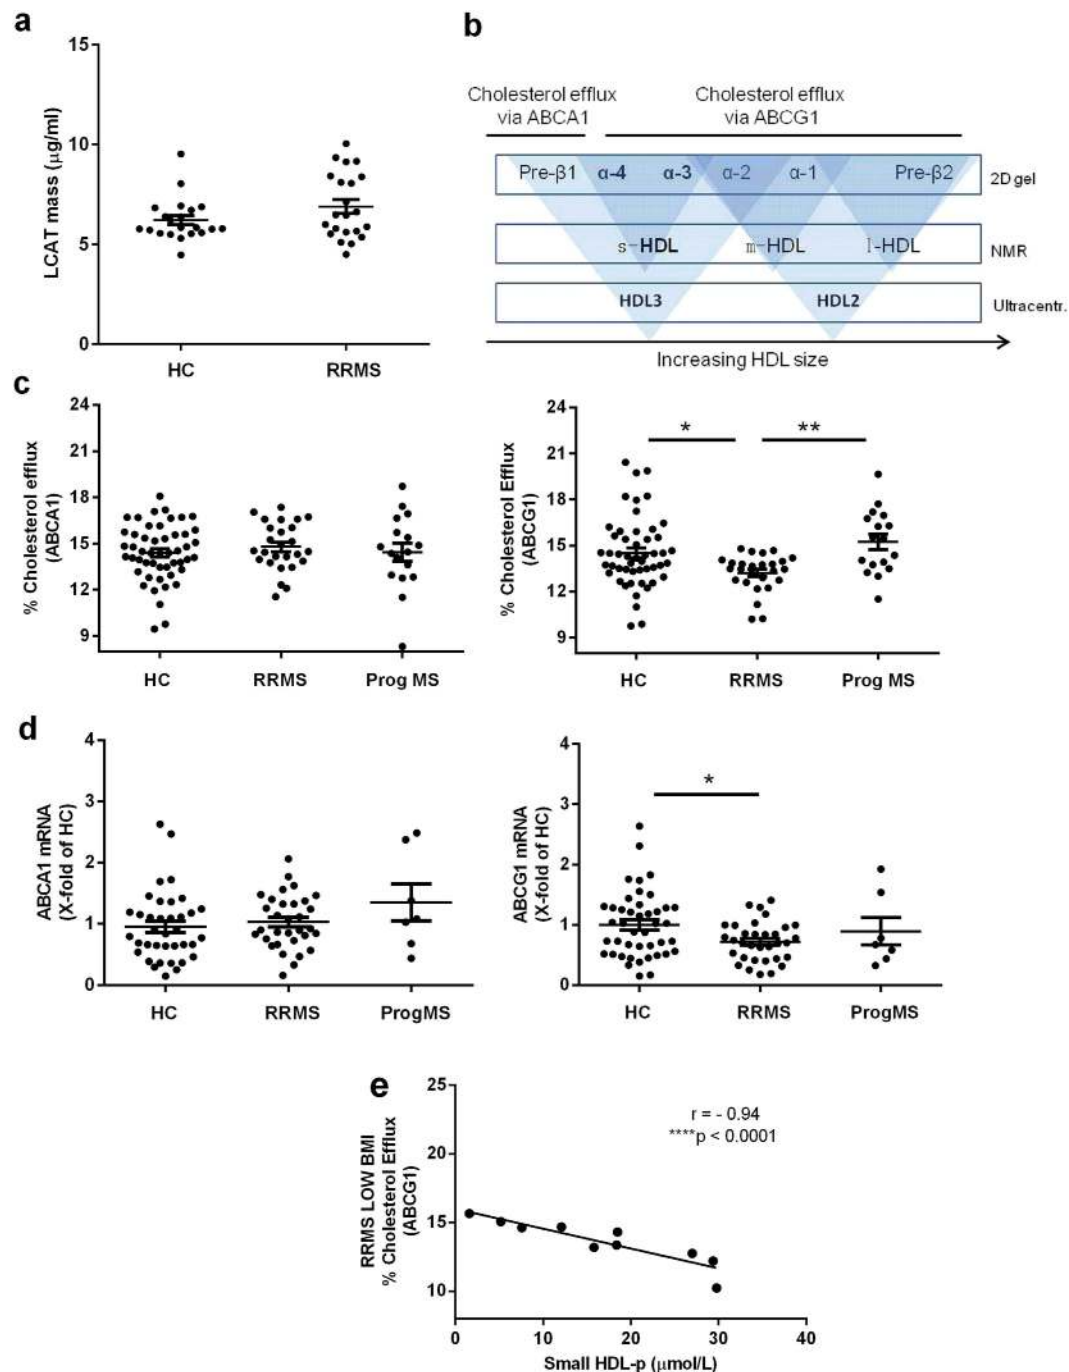 a
15
10
5
0
LCAT mass (μg/ml)
HC
RRMS
b
Cholesterol efflux
via ABCA1
Cholesterol efflux
via ABCG1
Pre-β1
α-4
α-3
α-2
α-1
Pre-β2
2D gel
s-HDL
m-HDL
l-HDL
NMR
HDL3
HDL2
Ultracentr.
Increasing HDL size
c
24
21
18
15
12
9
% Cholesterol efflux
(ABCA1)
HC
RRMS
Prog MS
24
21
18
15
12
9
% Cholesterol Efflux
(ABCG1)
*
**
HC
RRMS
Prog MS
d
4
3
2
1
0
ABCA1 mRNA
(X-fold of HC)
HC
RRMS
ProgMS
4
3
2
1
0
ABCG1 mRNA
(X-fold of HC)
*
HC
RRMS
ProgMS
e
25
20
15
10
RRMS LOW BMI
% Cholesterol Efflux
(ABCG1)
r = - 0.94
****p < 0.0001
0
10
20
30
40
Small HDL-p (μmol/L)